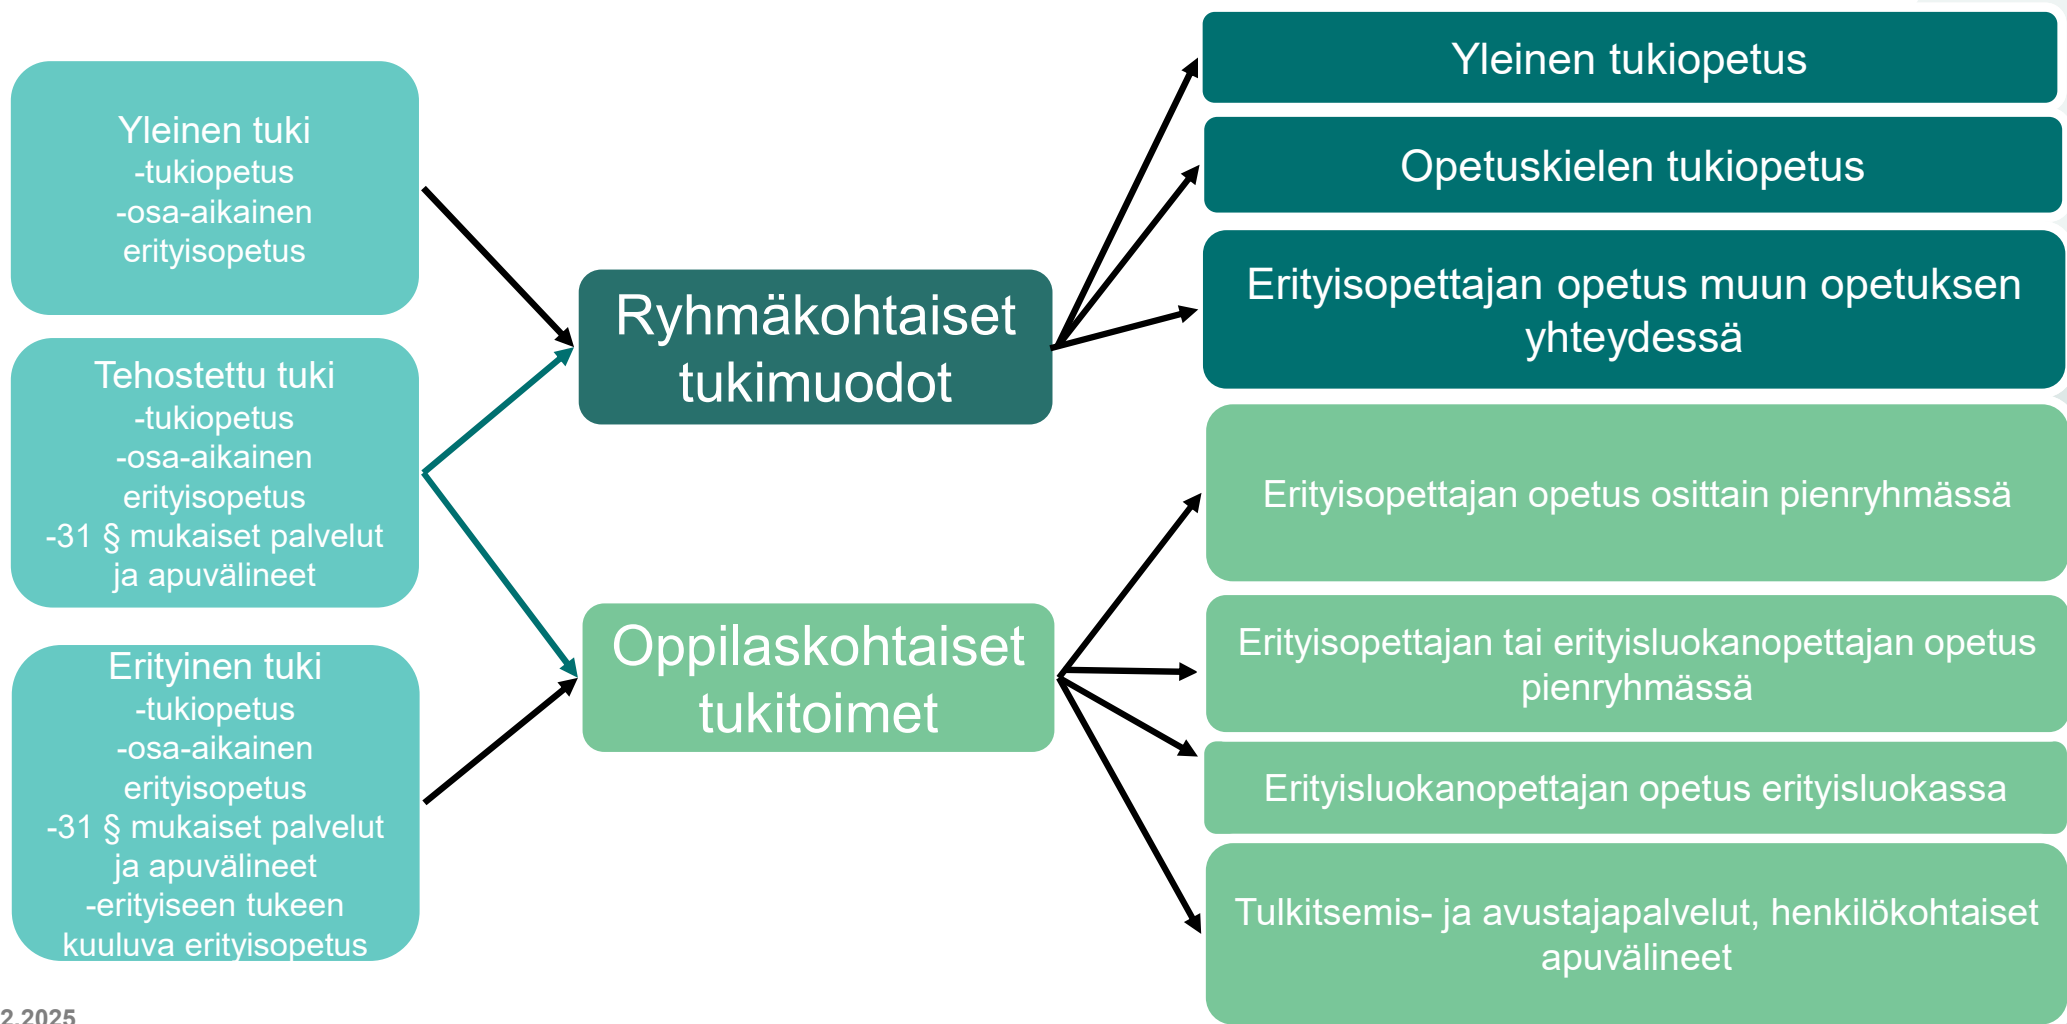 Yleinen tuki
-tukiopetus
-osa-aikainen
erityisopetus
Tehostettu tuki
-tukiopetus
-osa-aikainen
erityisopetus
-31 § mukaiset palvelut
ja apuvälineet
Erityinen tuki
-tukiopetus
-osa-aikainen
erityisopetus
-31 § mukaiset palvelut
ja apuvälineet
-erityiseen tukeen
kuuluva erityisopetus
Ryhmäkohtaiset
tukimuodot
Oppilaskohtaiset
tukitoimet
Yleinen tukiopetus
Opetuskielen tukiopetus
Erityisopettajan opetus muun opetuksen
yhteydessä
Erityisopettajan opetus osittain pienryhmässä
Erityisopettajan tai erityisluokanopettajan opetus
pienryhmässä
Erityisluokanopettajan opetus erityisluokassa
Tulkitsemis- ja avustajapalvelut, henkilökohtaiset
apuvälineet
2.2025